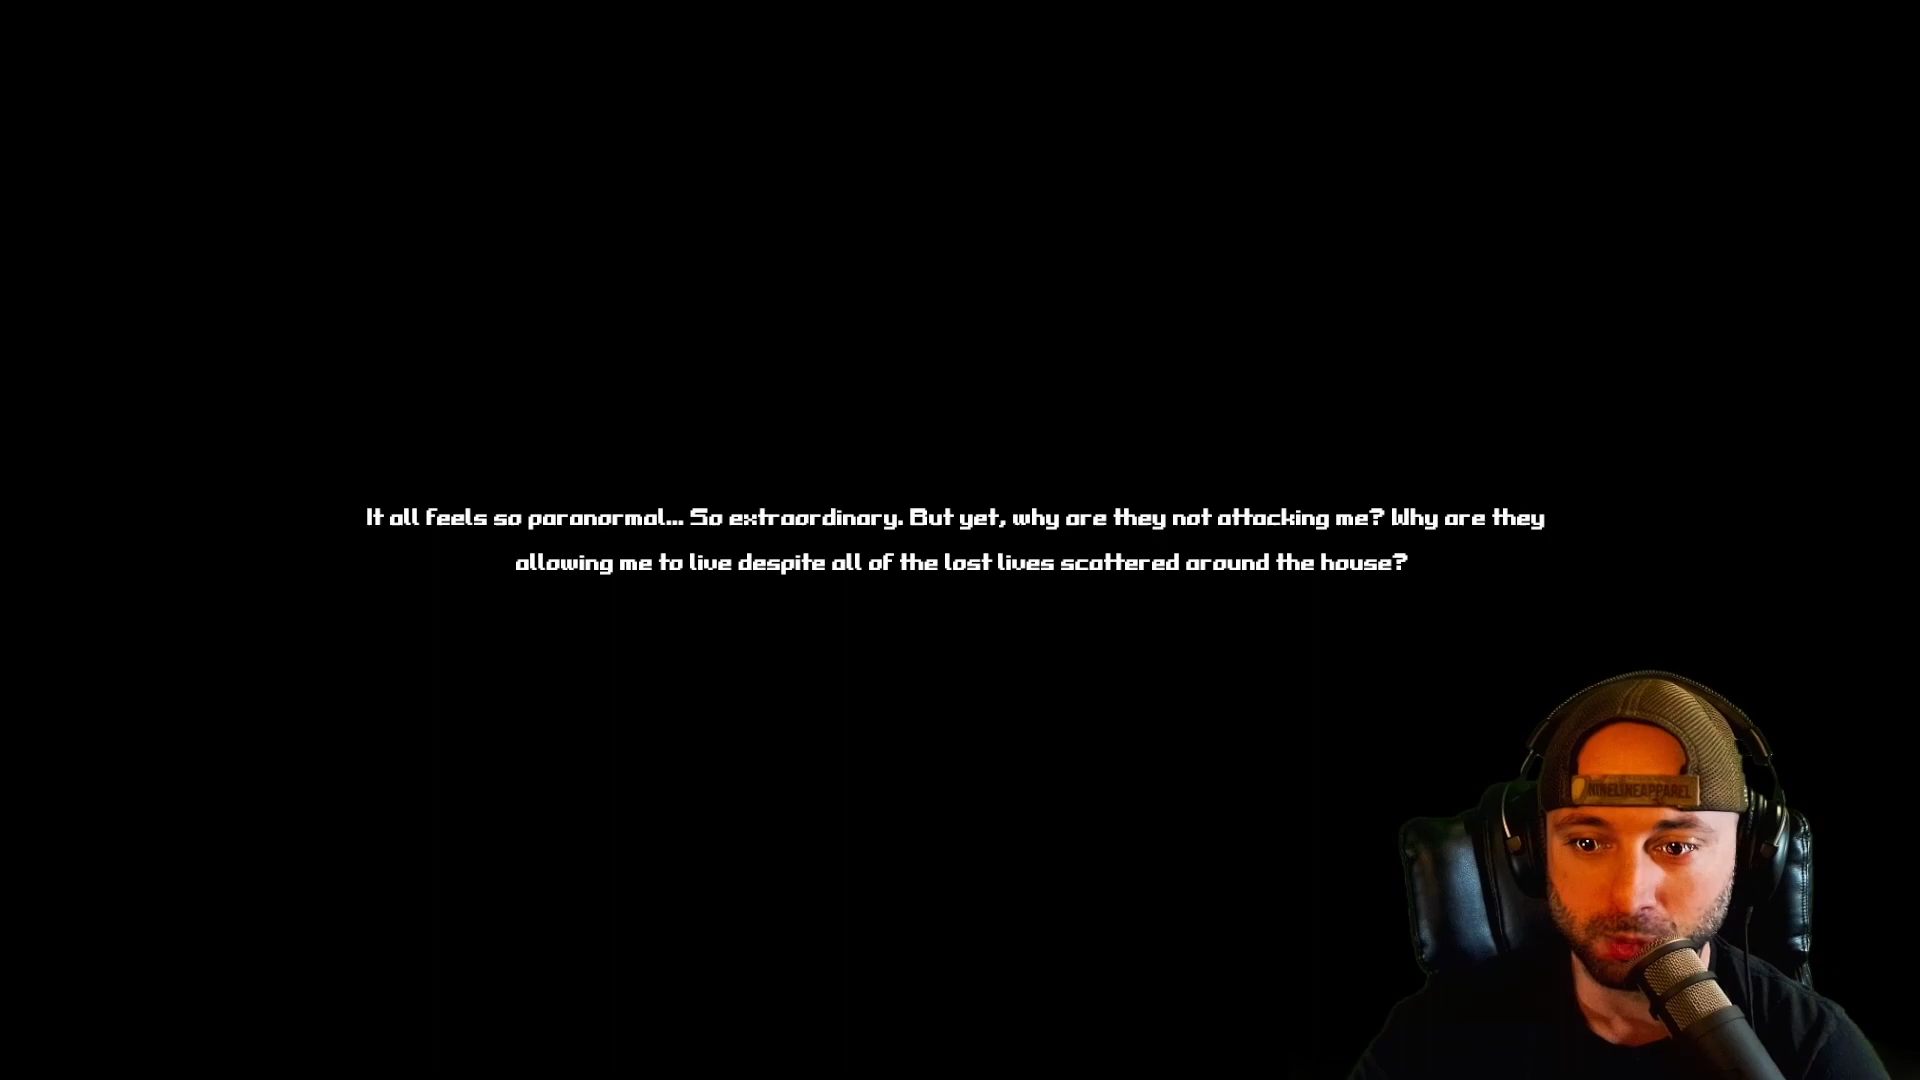 It all feels so paranormal... So extraordinary. But yet, why are they not attacking me? Why are they
allowing me to live despite all of the lost lives scattered around the house?
NINELINEAPPAREL